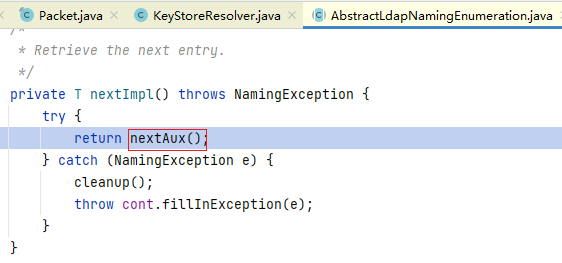 Packet.java × KeyStoreResolver.java × AbstractLdapNamingEnumeration.java
/*
* Retrieve the next entry.
*/
private T nextImpl() throws NamingException {
try {
return nextAux();
} catch (NamingException e) {
cleanup();
throw cont.fillInException(e);
}
}